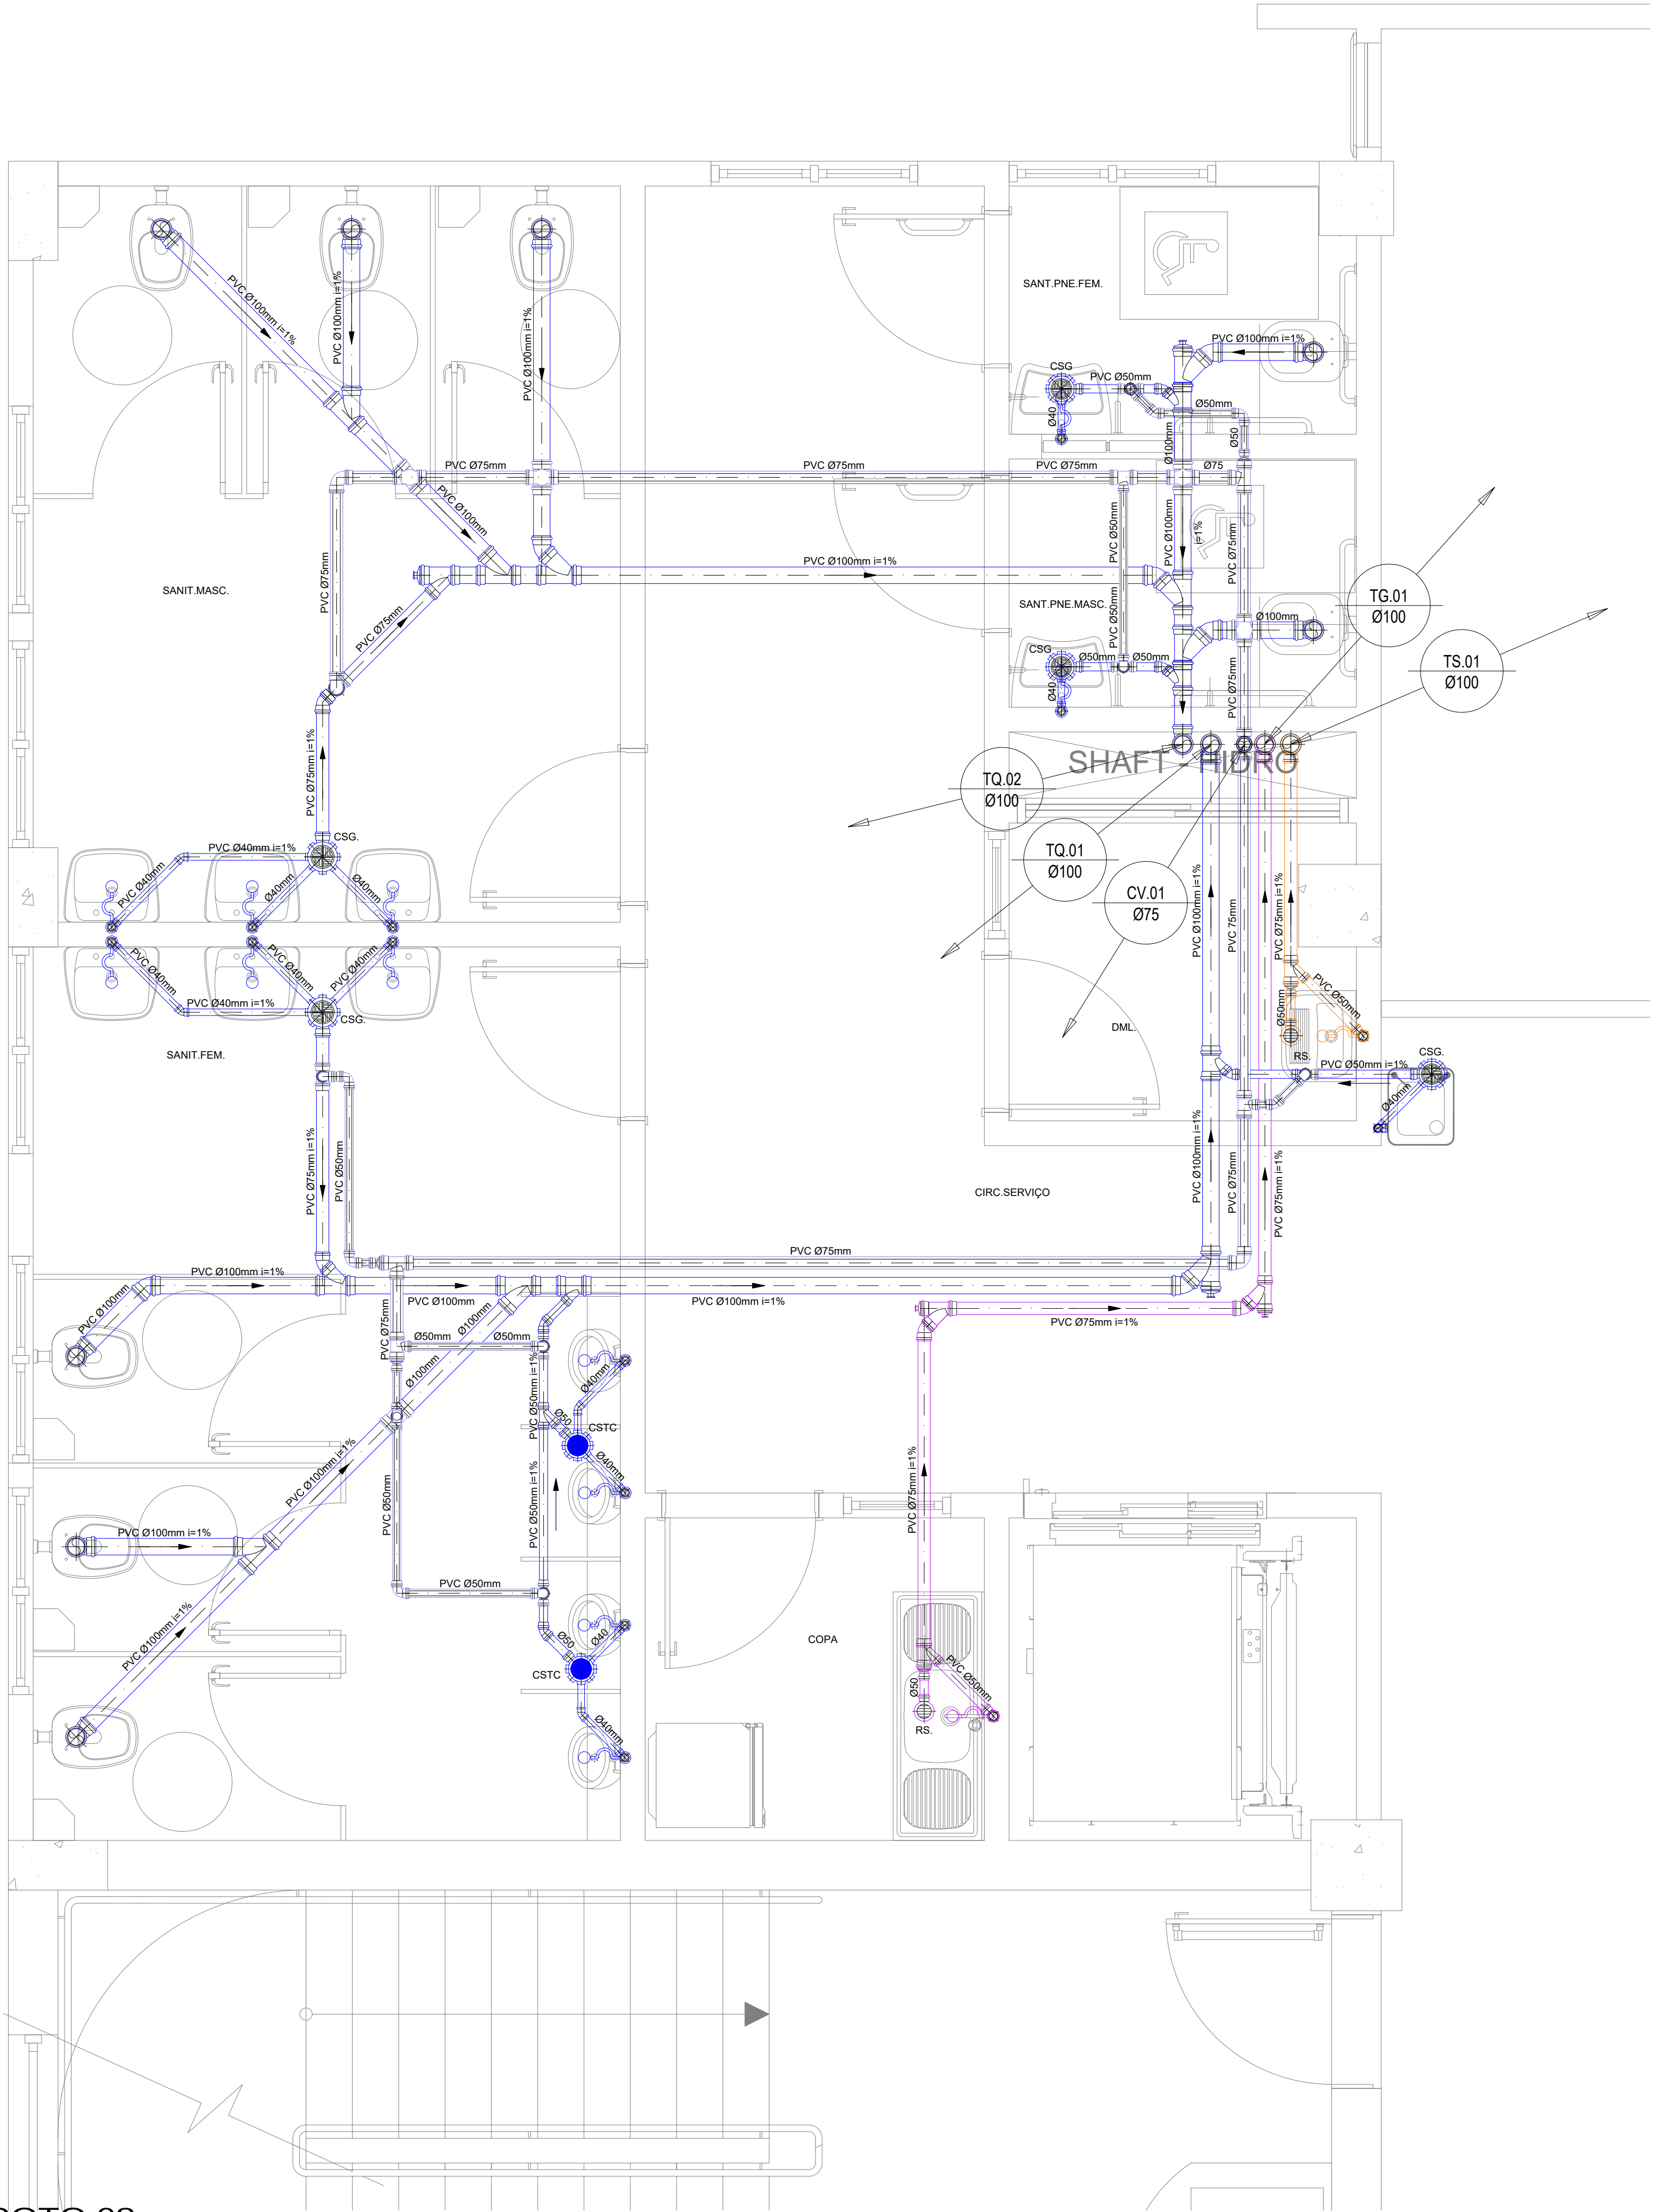 PVC Ø100mm i=1%
PVC Ø100mm i=1%
PVC Ø100mm i=1%
SANT.PNE.FEM.
PVC Ø100mm i=1%
CSG
PVC Ø50mm
Ø50mm
Ø40
Ø100mm
Ø50
PVC Ø75mm
PVC Ø75mm
PVC Ø75mm
Ø75
PVC Ø100mm
PVC Ø50mm
PVC Ø100mm
i=1%
PVC Ø75mm
PVC Ø75mm
PVC Ø100mm i=1%
SANIT.MASC.
PVC Ø75mm
SANT.PNE.MASC.
PVC Ø50mm
Ø100mm
TG.01
Ø100
CSG
Ø50mm
Ø50mm
Ø40
PVC Ø75mm
TS.01
Ø100
PVC Ø75mm i=1%
SHAFT - HIDRO
TQ.02
Ø100
CSG.
PVC Ø40mm i=1%
PVC Ø40mm
Ø40mm
Ø40mm
TQ.01
Ø100
CV.01
Ø75
PVC Ø100mm i=1%
PVC 75mm
PVC Ø75mm i=1%
PVC Ø40mm
PVC Ø40mm
PVC Ø40mm
PVC Ø40mm i=1%
CSG.
PVC Ø50mm
Ø50mm
DML.
RS.
SANIT.FEM.
PVC Ø50mm i=1%
CSG.
Ø40mm
PVC Ø75mm i=1%
PVC Ø50mm
PVC Ø100mm i=1%
PVC Ø75mm
PVC Ø75mm i=1%
CIRC.SERVIÇO
PVC Ø75mm
PVC Ø100mm i=1%
PVC Ø100mm
PVC Ø100mm i=1%
PVC Ø100mm
PVC Ø75mm i=1%
PVC Ø75mm
Ø100mm
Ø50mm
Ø50mm
Ø100mm
PVC Ø50mm i=1%
Ø40mm
Ø50
CSTC
Ø40mm
PVC Ø100mm i=1%
PVC Ø50mm
PVC Ø50mm i=1%
PVC Ø75mm i=1%
PVC Ø100mm i=1%
PVC Ø50mm
PVC Ø100mm i=1%
Ø50
Ø40
COPA
CSTC
PVC Ø50mm
Ø50
Ø40mm
RS.